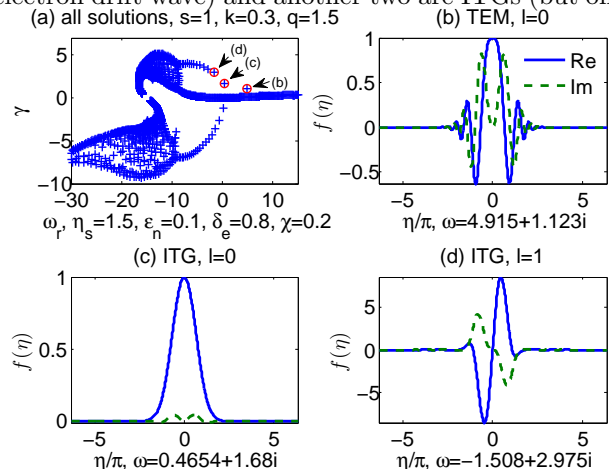 electron drift wave) and another two are ITGs (but on
(a) all solutions, s=1, k=0.3, q=1.5
(b) TEM, l=0
5
0
−5
−10
γ
(d)
(c)
(b)
−30 −20 −10 0 10
ω_r, η_s=1.5, ε_n=0.1, δ_e=0.8, χ=0.2
1
0.5
0
−0.5
f(η)
Re
Im
−5 0 5
η/π, ω=4.915+1.123i
(c) ITG, l=0
(d) ITG, l=1
1
0.5
0
f(η)
−5 0 5
η/π, ω=0.4654+1.68i
5
0
−5
f(η)
−5 0 5
η/π, ω=−1.508+2.975i